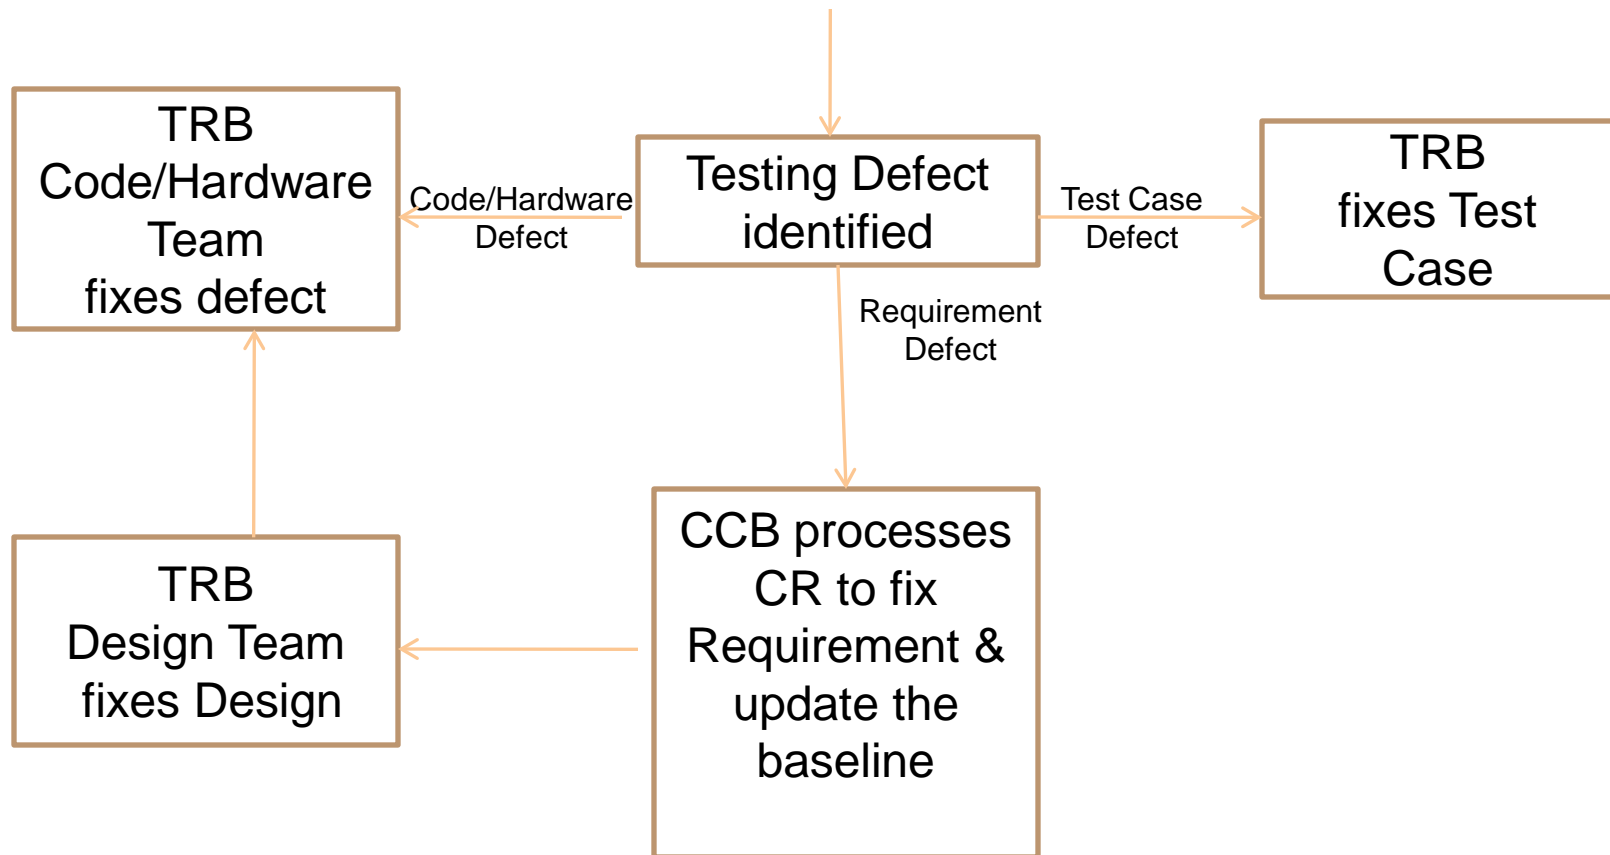 TRB
Code/Hardware
Team
fixes defect
Code/Hardware
Defect
Testing Defect
identified
Test Case
Defect
TRB
fixes Test
Case
Requirement
Defect
TRB
Design Team
fixes Design
CCB processes
CR to fix
Requirement &
update the
baseline